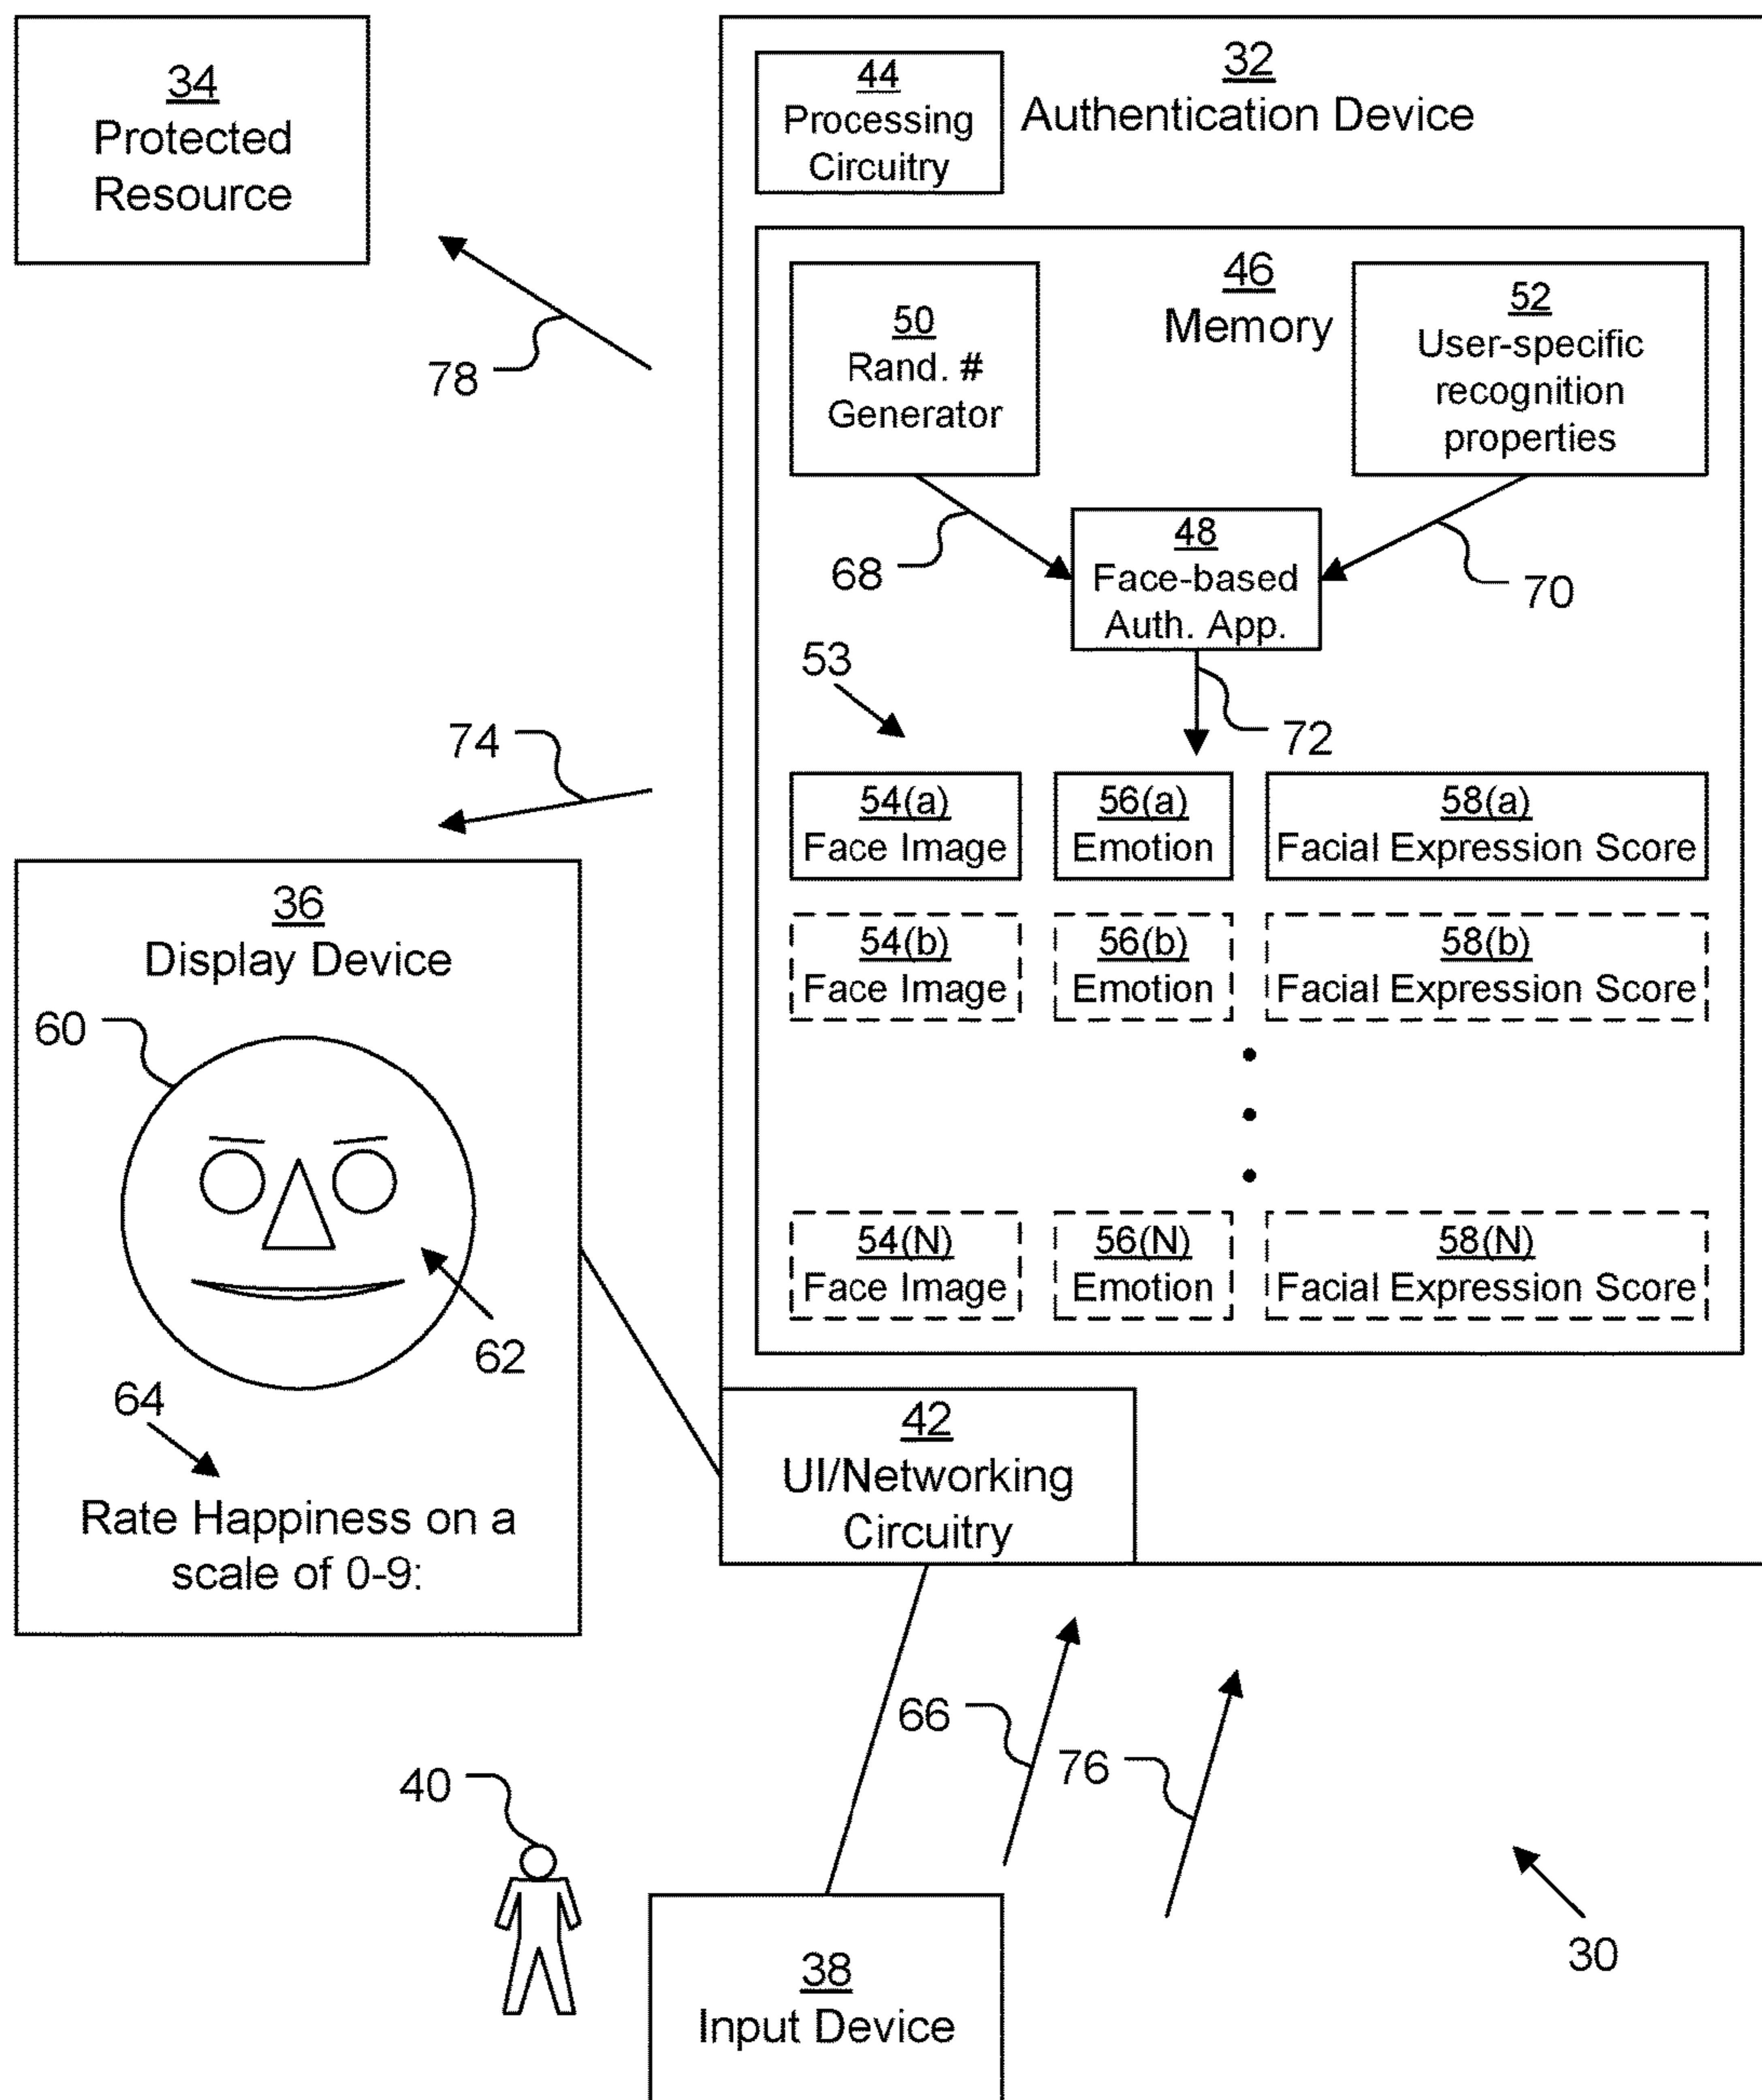 34
Protected
Resource
78
32
Authentication Device
44
Processing
Circuitry
46
Memory
50
Rand. #
Generator
52
User-specific
recognition
properties
68
48
Face-based
Auth. App.
70
53
72
54(a)
Face Image
56(a)
Emotion
58(a)
Facial Expression Score
54(b)
Face Image
56(b)
Emotion
58(b)
Facial Expression Score
54(N)
Face Image
56(N)
Emotion
58(N)
Facial Expression Score
74
36
Display Device
60
62
64
Rate Happiness on a
scale of 0-9:
42
UI/Networking
Circuitry
66
76
40
38
Input Device
30